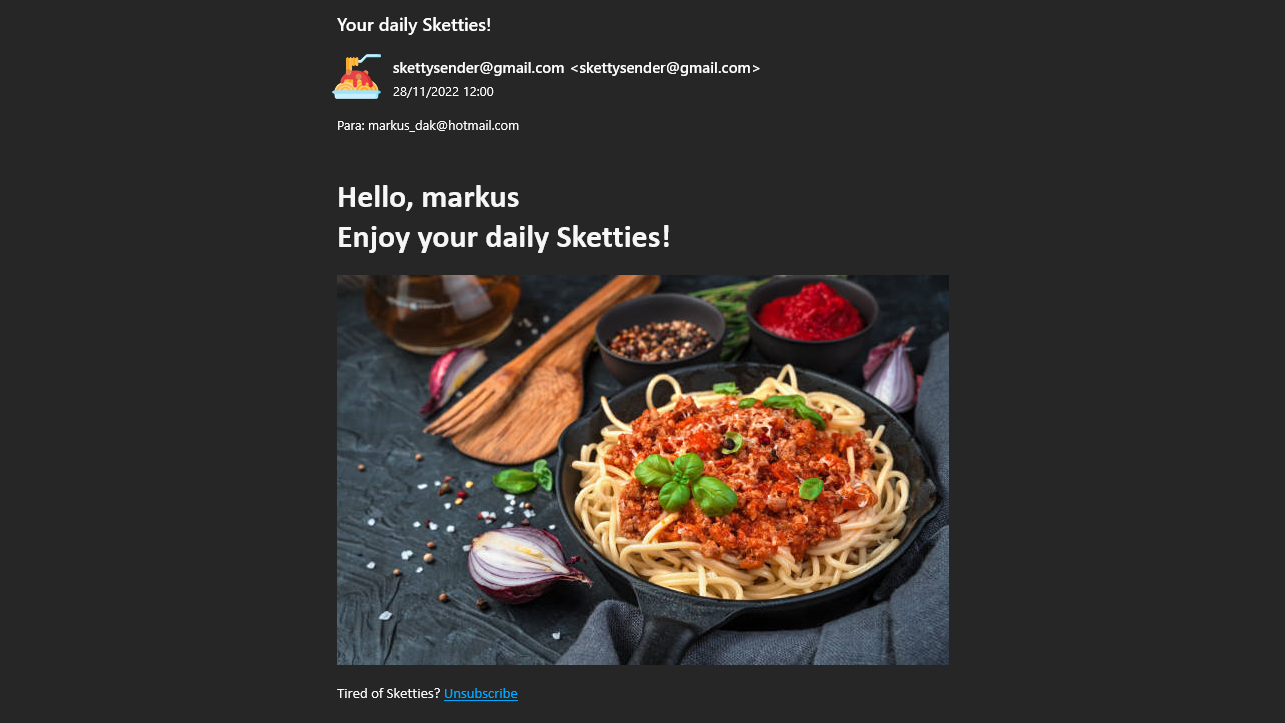 Your daily Sketties!
skettysender@gmail.com <skettysender@gmail.com>
28/11/2022 12:00
Para: markus_dak@hotmail.com
Hello, markus
Enjoy your daily Sketties!
Tired of Sketties? Unsubscribe